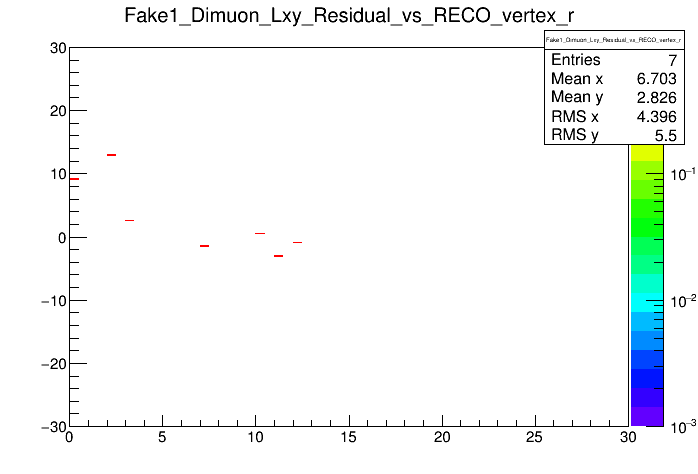 Fake1_Dimuon_Lxy_Residual_vs_RECO_vertex_r
Fake1_Dimuon_Lxy_Residual_vs_RECO_vertex_r
Entries 7
Mean x 6.703
Mean y 2.826
RMS x 4.396
RMS y 5.5
30
20
10
0
−10
−20
−30
0 5 10 15 20 25 30
10⁻¹
10⁻²
10⁻³